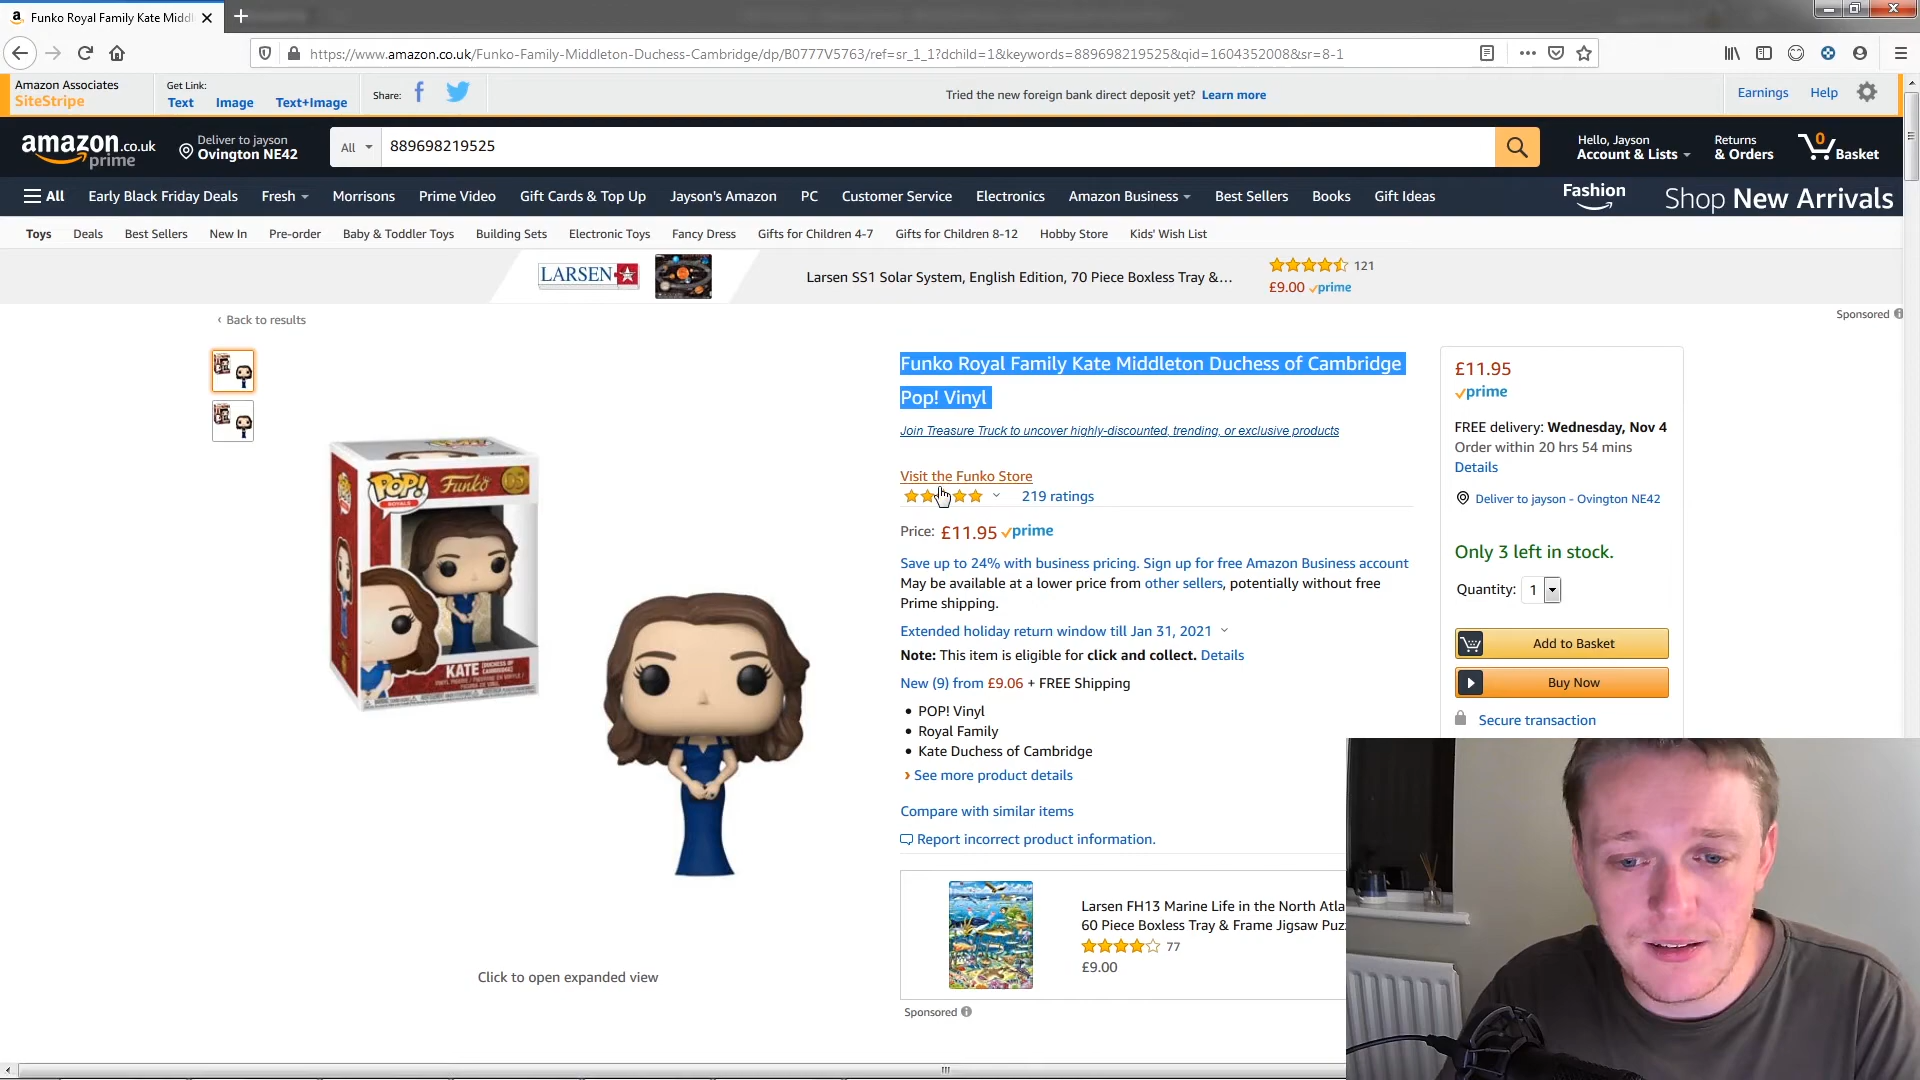 Funko Royal Family Kate Middl
https://www.amazon.co.uk/Funko-Family-Middleton-Duchess-Cambridge/dp/B0777V5763/ref=sr_1_1?dchild=1&keywords=889698219525&qid=1604352008&sr=8-1
Amazon Associates
SiteStripe
Get Link:
Text Image Text+Image
Share:
Tried the new foreign bank direct deposit yet? Learn more
Earnings Help
amazon.co.uk
prime
Deliver to jayson
Ovington NE42
All
889698219525
Hello, Jayson
Account & Lists
Returns
& Orders
0
Basket
All Early Black Friday Deals Fresh Morrisons Prime Video Gift Cards & Top Up Jayson's Amazon PC Customer Service Electronics Amazon Business Best Sellers Books Gift Ideas
Fashion
Shop New Arrivals
Toys Deals Best Sellers New In Pre-order Baby & Toddler Toys Building Sets Electronic Toys Fancy Dress Gifts for Children 4-7 Gifts for Children 8-12 Hobby Store Kids' Wish List
LARSEN
Larsen SS1 Solar System, English Edition, 70 Piece Boxless Tray &...
121
£9.00 prime
Sponsored
‹ Back to results
Funko Royal Family Kate Middleton Duchess of Cambridge
Pop! Vinyl
Join Treasure Truck to uncover highly-discounted, trending, or exclusive products
Visit the Funko Store
219 ratings
Price: £11.95 prime
Save up to 24% with business pricing. Sign up for free Amazon Business account
May be available at a lower price from other sellers, potentially without free
Prime shipping.
Extended holiday return window till Jan 31, 2021
Note: This item is eligible for click and collect. Details
New (9) from £9.06 + FREE Shipping
• POP! Vinyl
• Royal Family
• Kate Duchess of Cambridge
› See more product details
Compare with similar items
Report incorrect product information.
Larsen FH13 Marine Life in the North Atla
60 Piece Boxless Tray & Frame Jigsaw Puz
77
£9.00
Sponsored
POP!
ROYALS
Funko
05
KATE
Click to open expanded view
£11.95
prime
FREE delivery: Wednesday, Nov 4
Order within 20 hrs 54 mins
Details
Deliver to jayson - Ovington NE42
Only 3 left in stock.
Quantity: 1
Add to Basket
Buy Now
Secure transaction